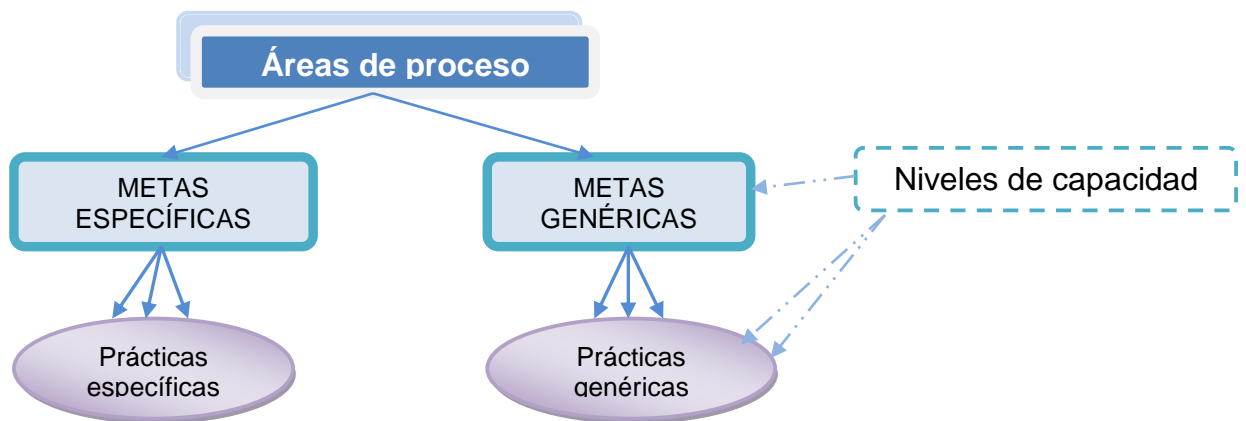 Áreas de proceso
METAS
ESPECÍFICAS
METAS
GENÉRICAS
Niveles de capacidad
Prácticas
específicas
Prácticas
genéricas